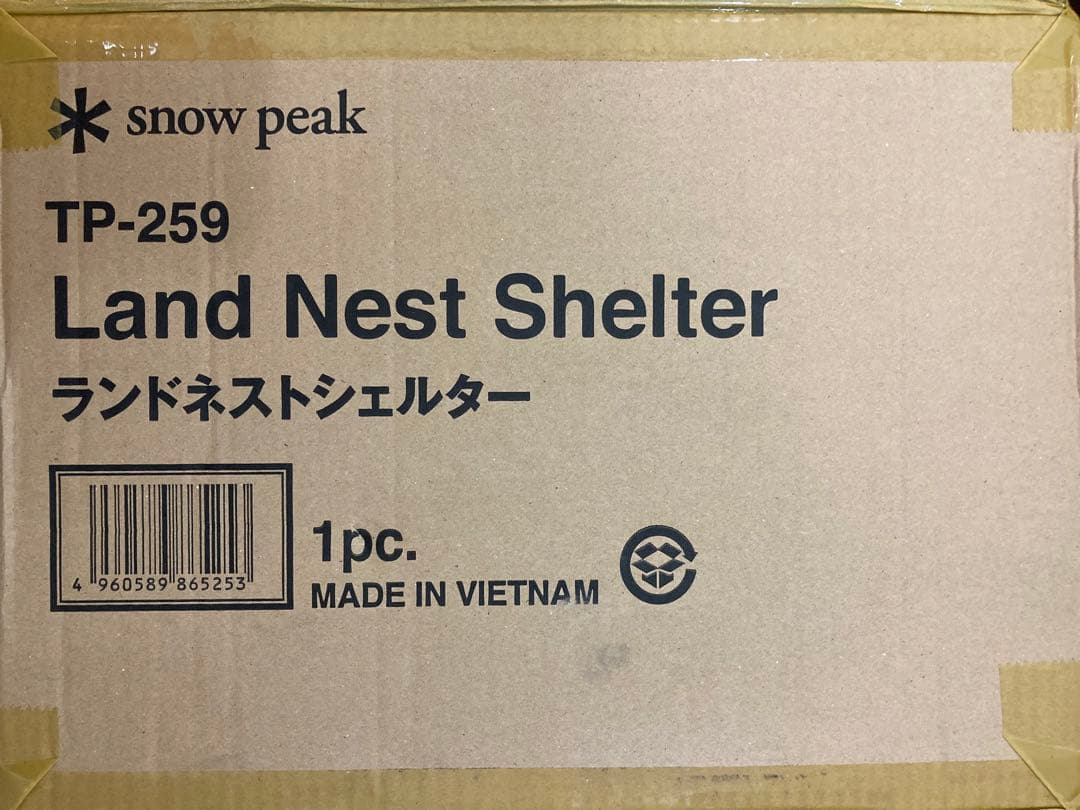 snow peak
TP-259
Land Nest Shelter
ランドネストシェルター
1pc.
4 960589 865253
MADE IN VIETNAM